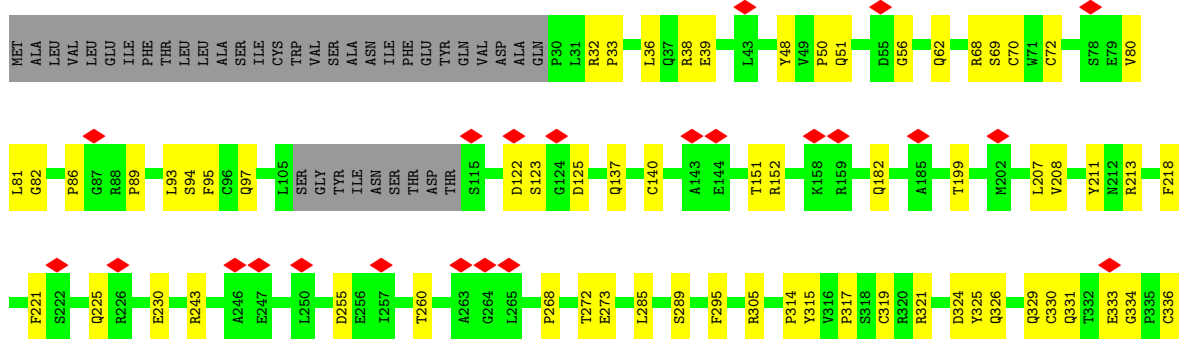 MET ALA LEU VAL LEU GLU ILE PHE THR LEU LEU ALA SER ILE CYS TRP VAL SER ALA ASN ILE PHE GLU TYR GLN VAL ASP ALA GLN P30 L31 R32 P33 L36 Q37 R38 E39 L43 Y48 V49 P50 Q51 D55 G56 Q62 R68 S69 C70 W71 C72 S78 E79 V80
L81 G82 P86 G87 R88 P89 L93 S94 F95 C96 Q97 L105 SER GLY TYR ILE ASN SER THR ASP THR S115 D122 S123 G124 D125 Q137 C140 A143 E144 T151 R152 K158 R159 Q182 A185 T199 M202 L207 V208 Y211 N212 R213 F218
F221 S222 Q225 R226 E230 R243 A246 E247 L250 D255 E256 I257 T260 A263 G264 L265 P268 T272 E273 L285 S289 F295 R305 P314 Y315 V316 P317 S318 C319 R320 R321 D324 Y325 Q326 Q329 C330 Q331 T332 E333 G334 P335 C336